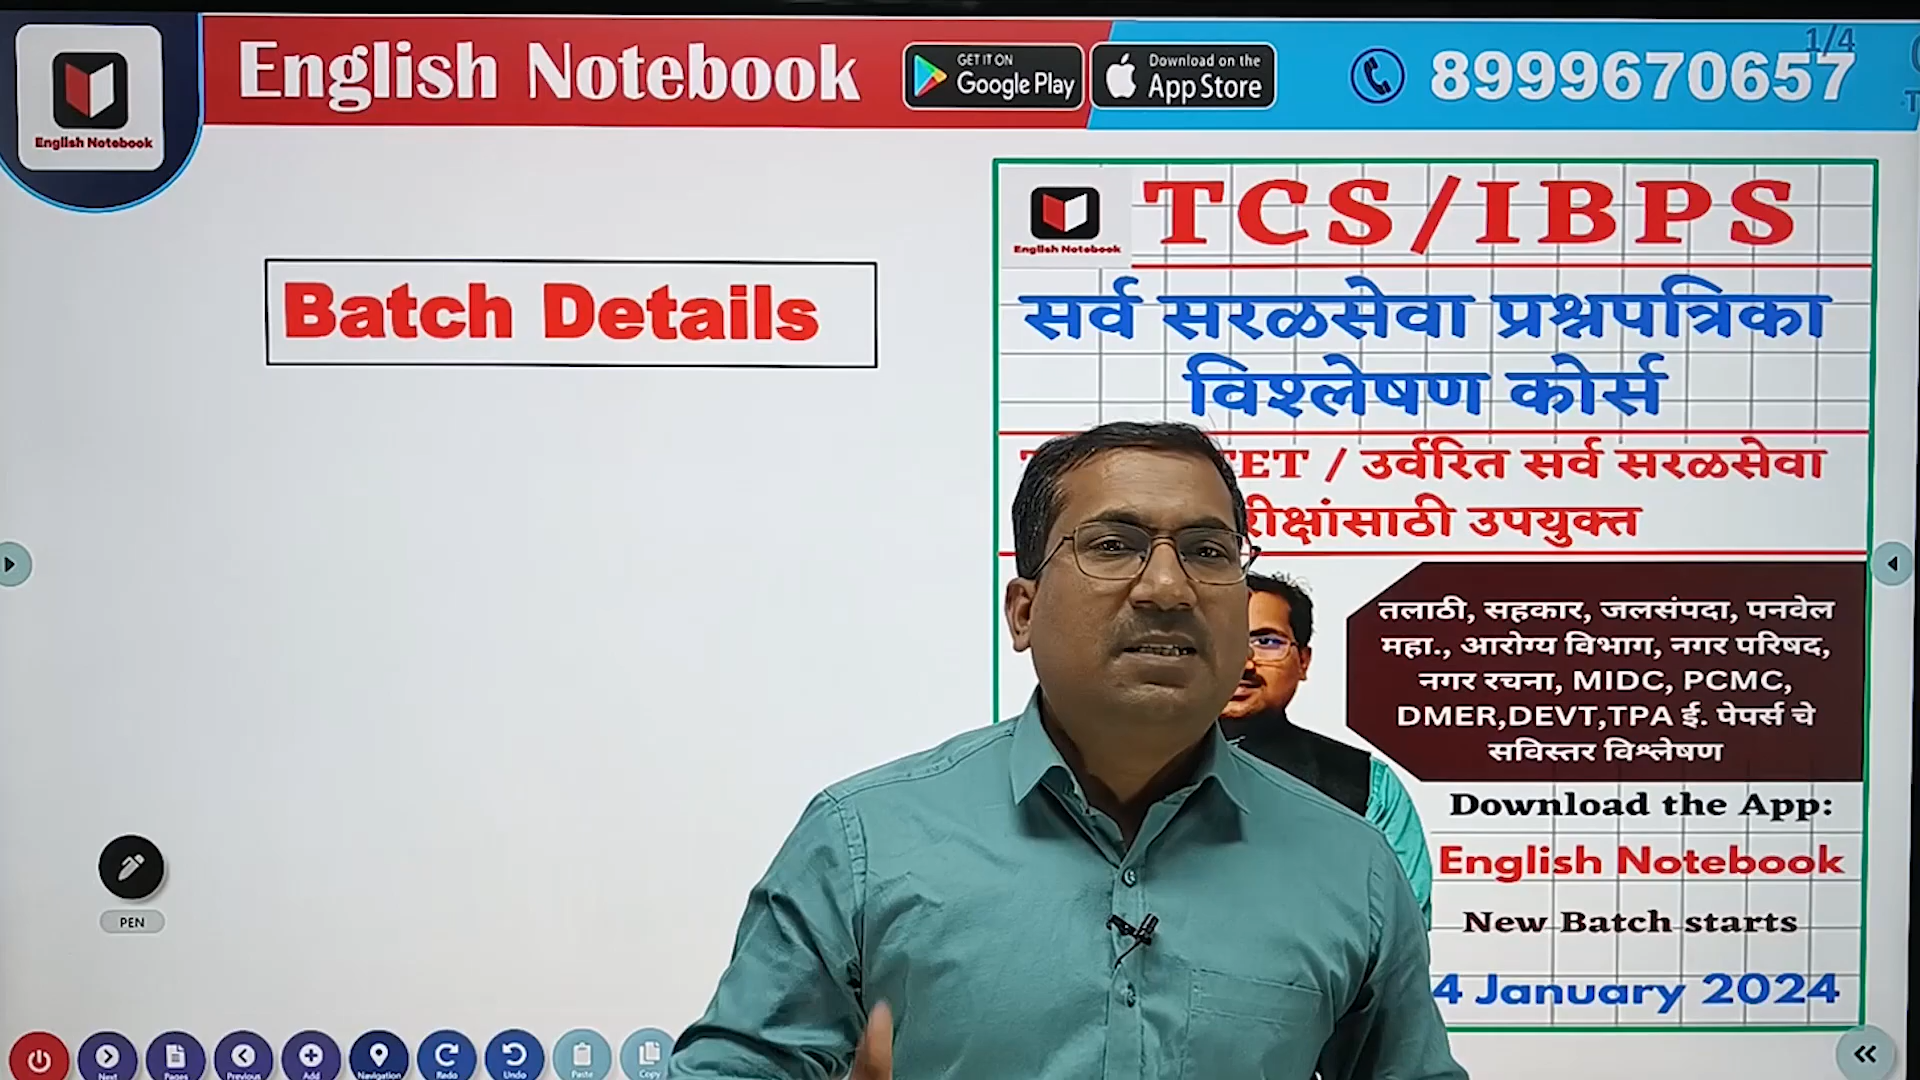 English Notebook
GET IT ON
Google Play
Download on the
App Store
8999670657
1/4
English Notebook
Batch Details
English Notebook
TCS/IBPS
सर्व सरळसेवा प्रश्नपत्रिका
विश्लेषण कोर्स
/ उर्वरित सर्व सरळसेवा
उपयुक्त
तलाठी, सहकार, जलसंपदा, पनवेल
महा., आरोग्य विभाग, नगर परिषद,
नगर रचना, MIDC, PCMC,
DMER,DEVT,TPA ई. पेपर्स चे
सविस्तर विश्लेषण
Download the App:
English Notebook
New Batch starts
4 January 2024
PEN
Next
Pages
Previous
Add
Navigation
Redo
Undo
Paste
Copy